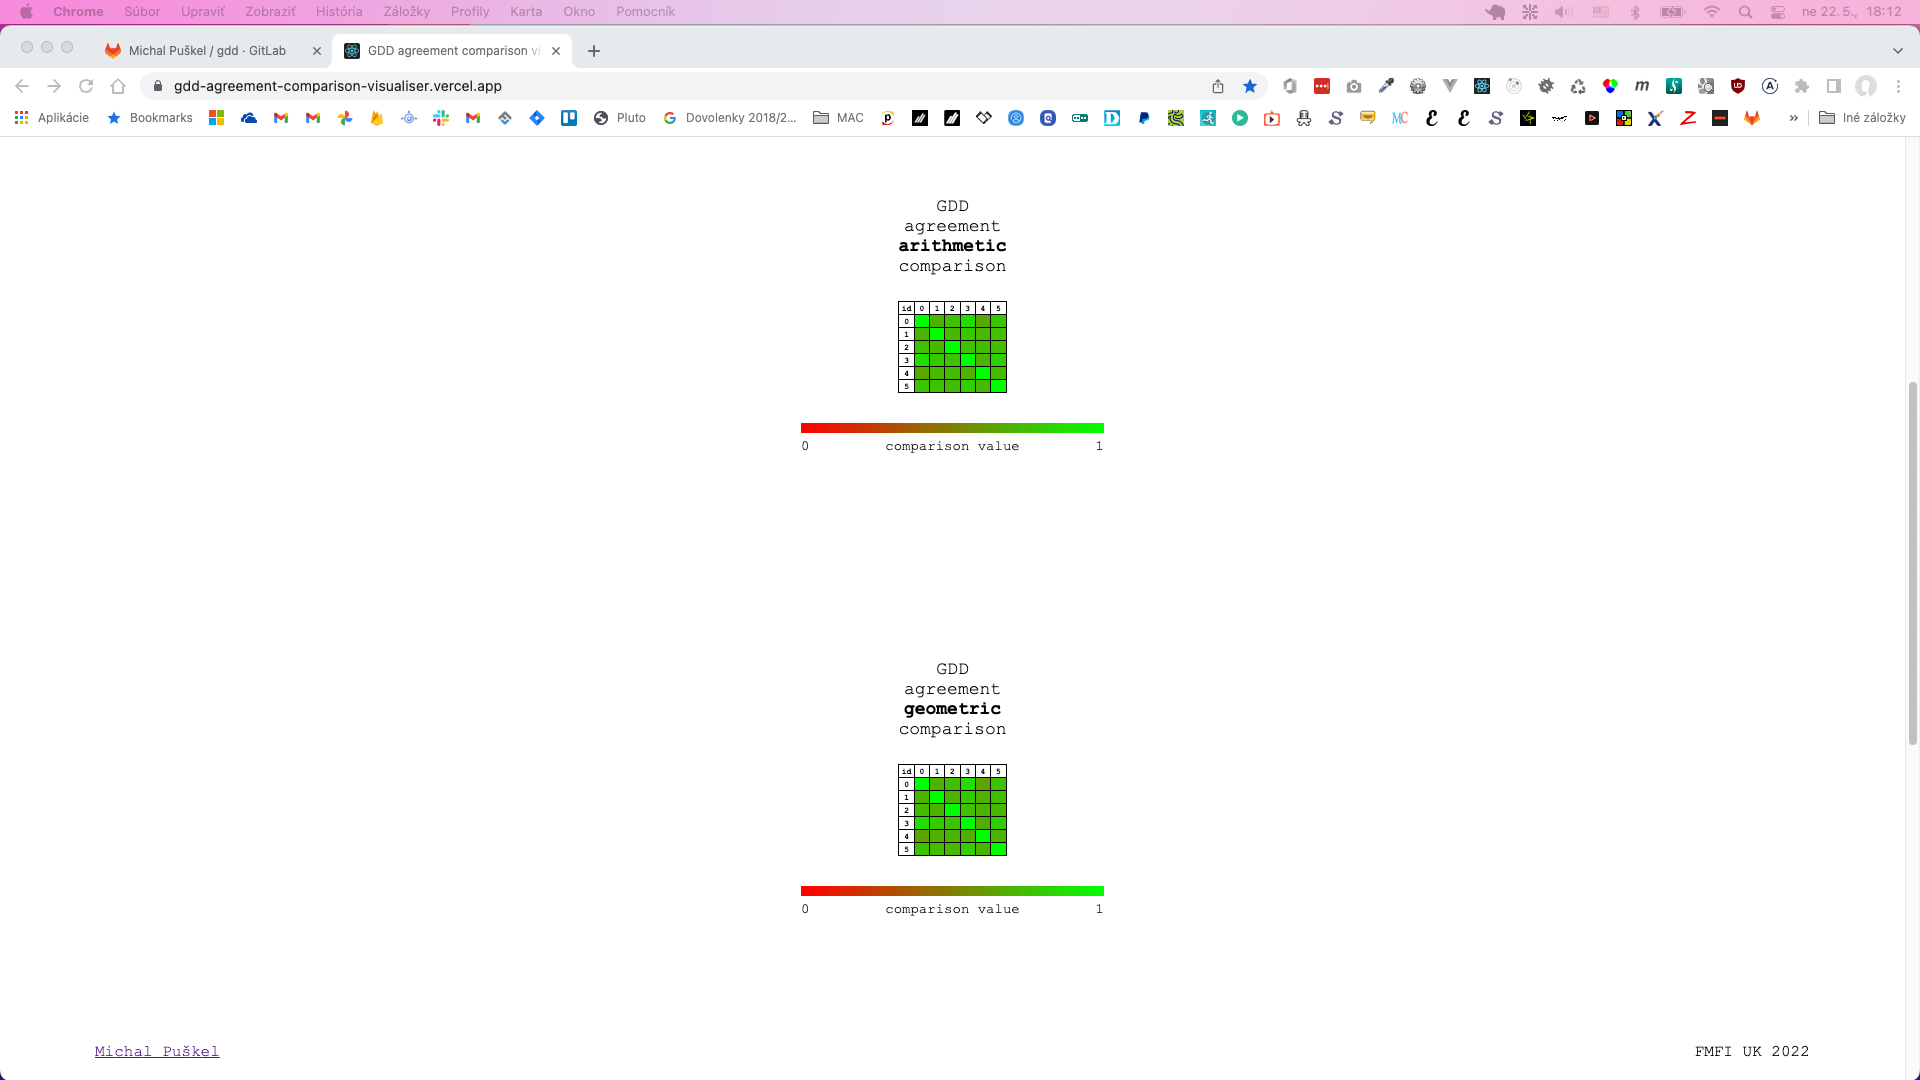 Chrome Súbor Upraviť Zobraziť História Záložky Profily Karta Okno Pomocník ne 22. 5., 18:12
Michal Puškel / gdd · GitLab GDD agreement comparison vi
gdd-agreement-comparison-visualiser.vercel.app
Aplikácie Bookmarks Pluto Dovolenky 2018/2... MAC » Iné záložky
GDD
agreement
arithmetic
comparison
id 0 1 2 3 4 5
0
1
2
3
4
5
0 comparison value 1
GDD
agreement
geometric
comparison
id 0 1 2 3 4 5
0
1
2
3
4
5
0 comparison value 1
Michal Puškel FMFI UK 2022